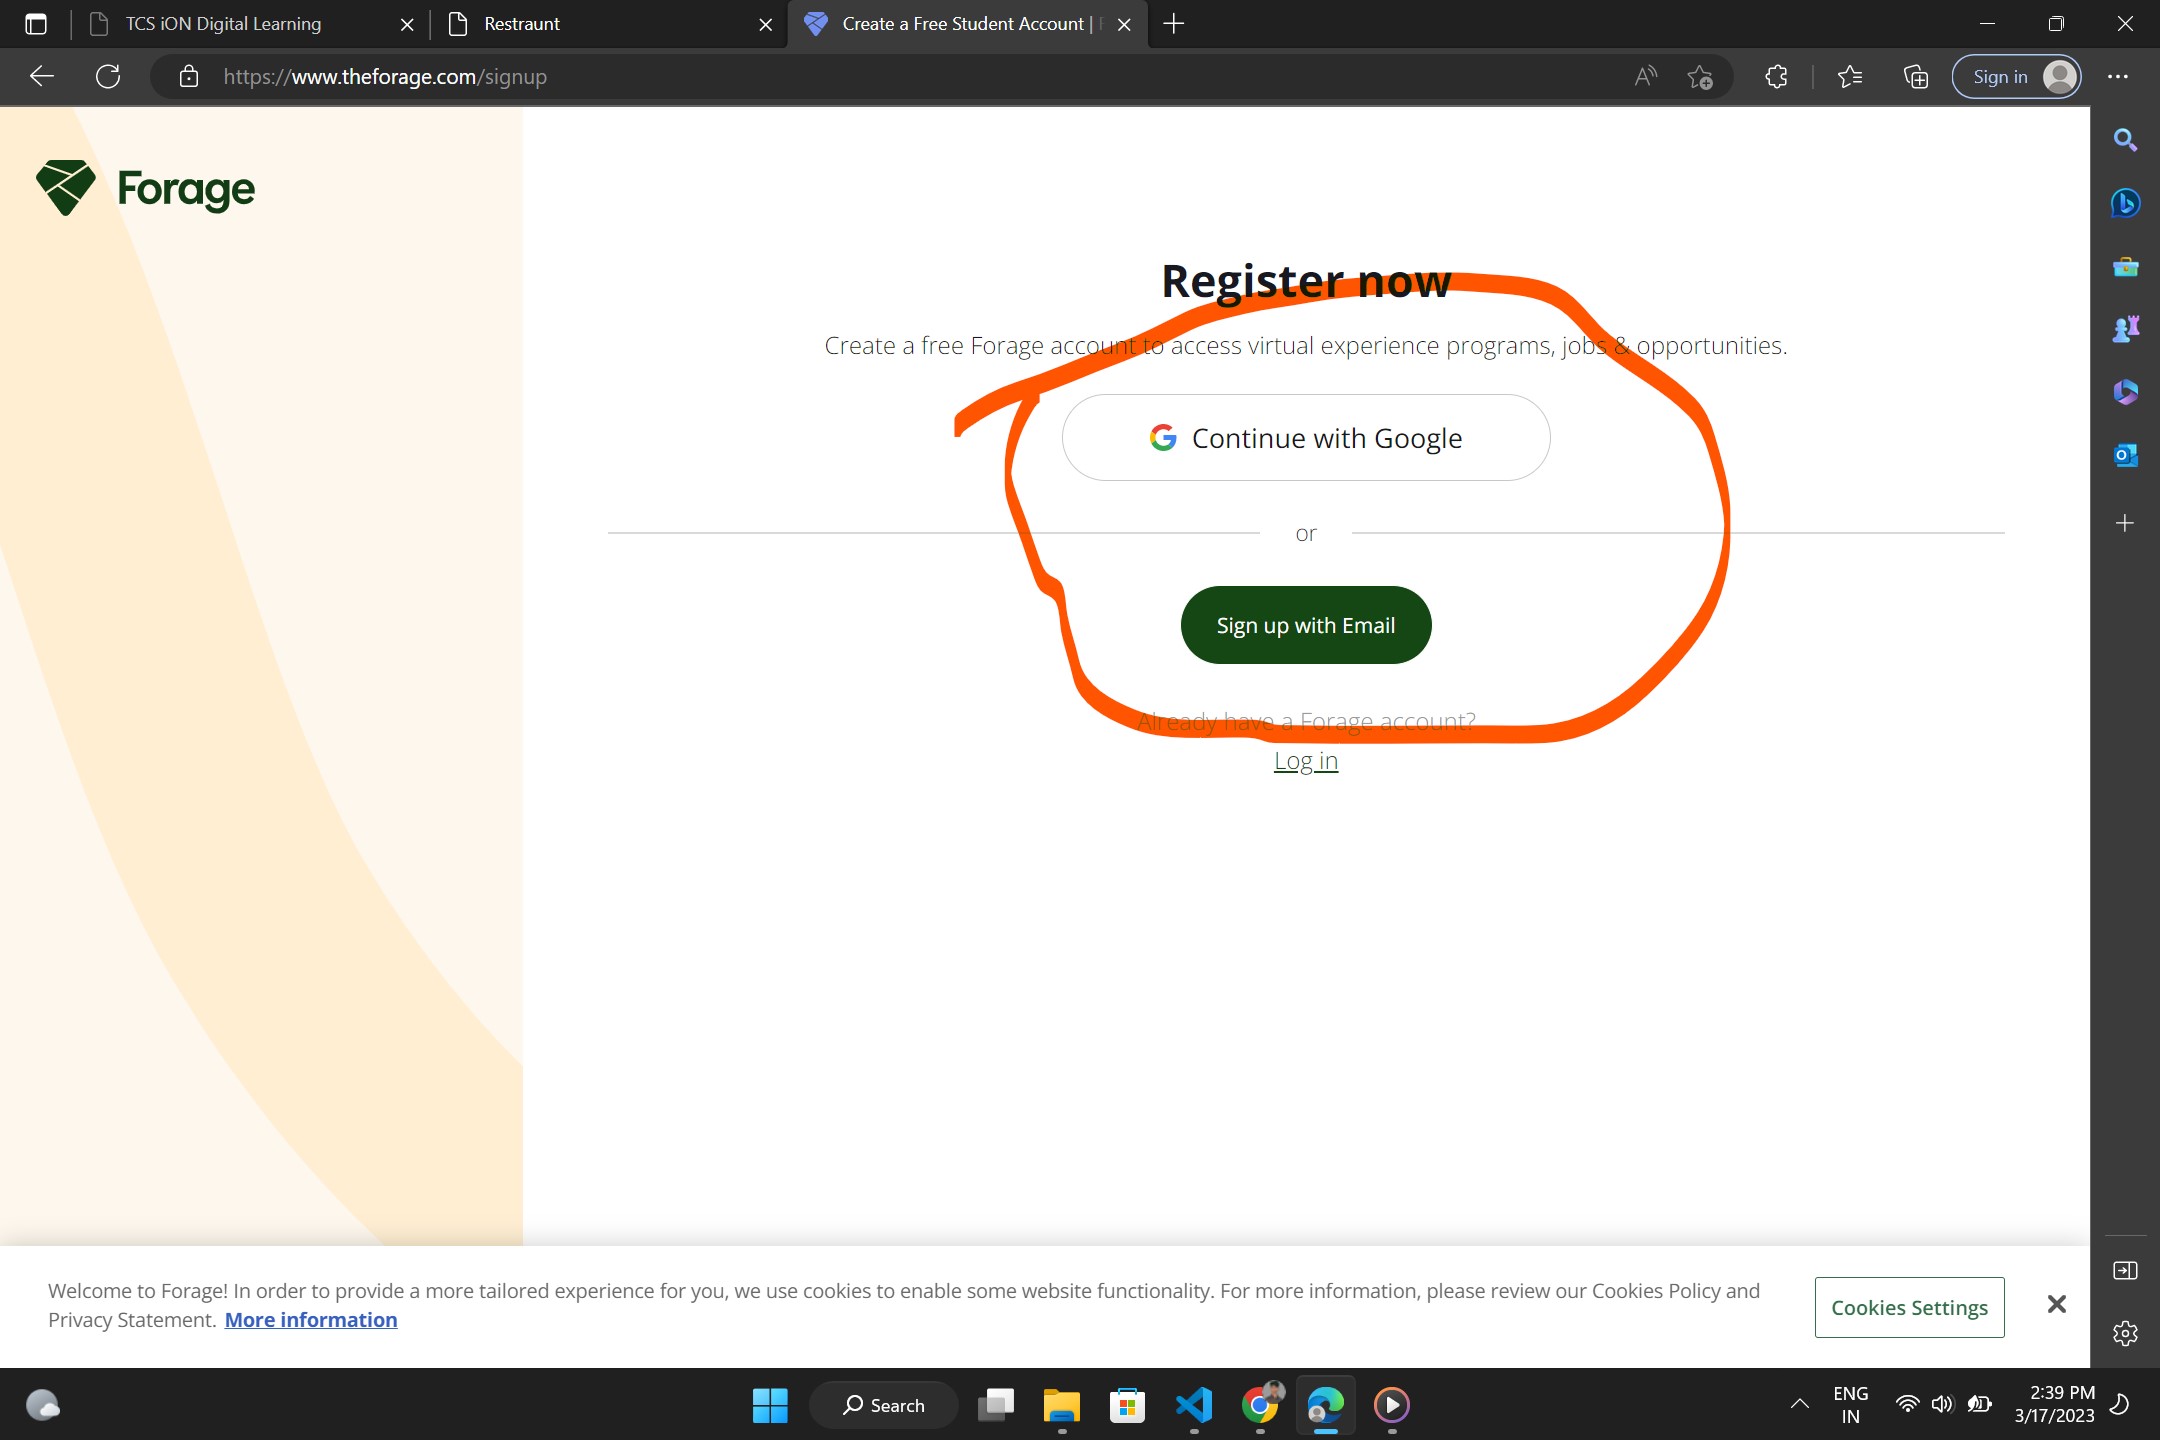 TCS iON Digital Learning
Restraunt
Create a Free Student Account |
https://www.theforage.com/signup
Sign in
Forage
Register now
Create a free Forage account to access virtual experience programs, jobs & opportunities.
Continue with Google
or
Sign up with Email
Already have a Forage account?
Log in
Welcome to Forage! In order to provide a more tailored experience for you, we use cookies to enable some website functionality. For more information, please review our Cookies Policy and
Privacy Statement. More information
Cookies Settings
Search
ENG
IN
2:39 PM
3/17/2023